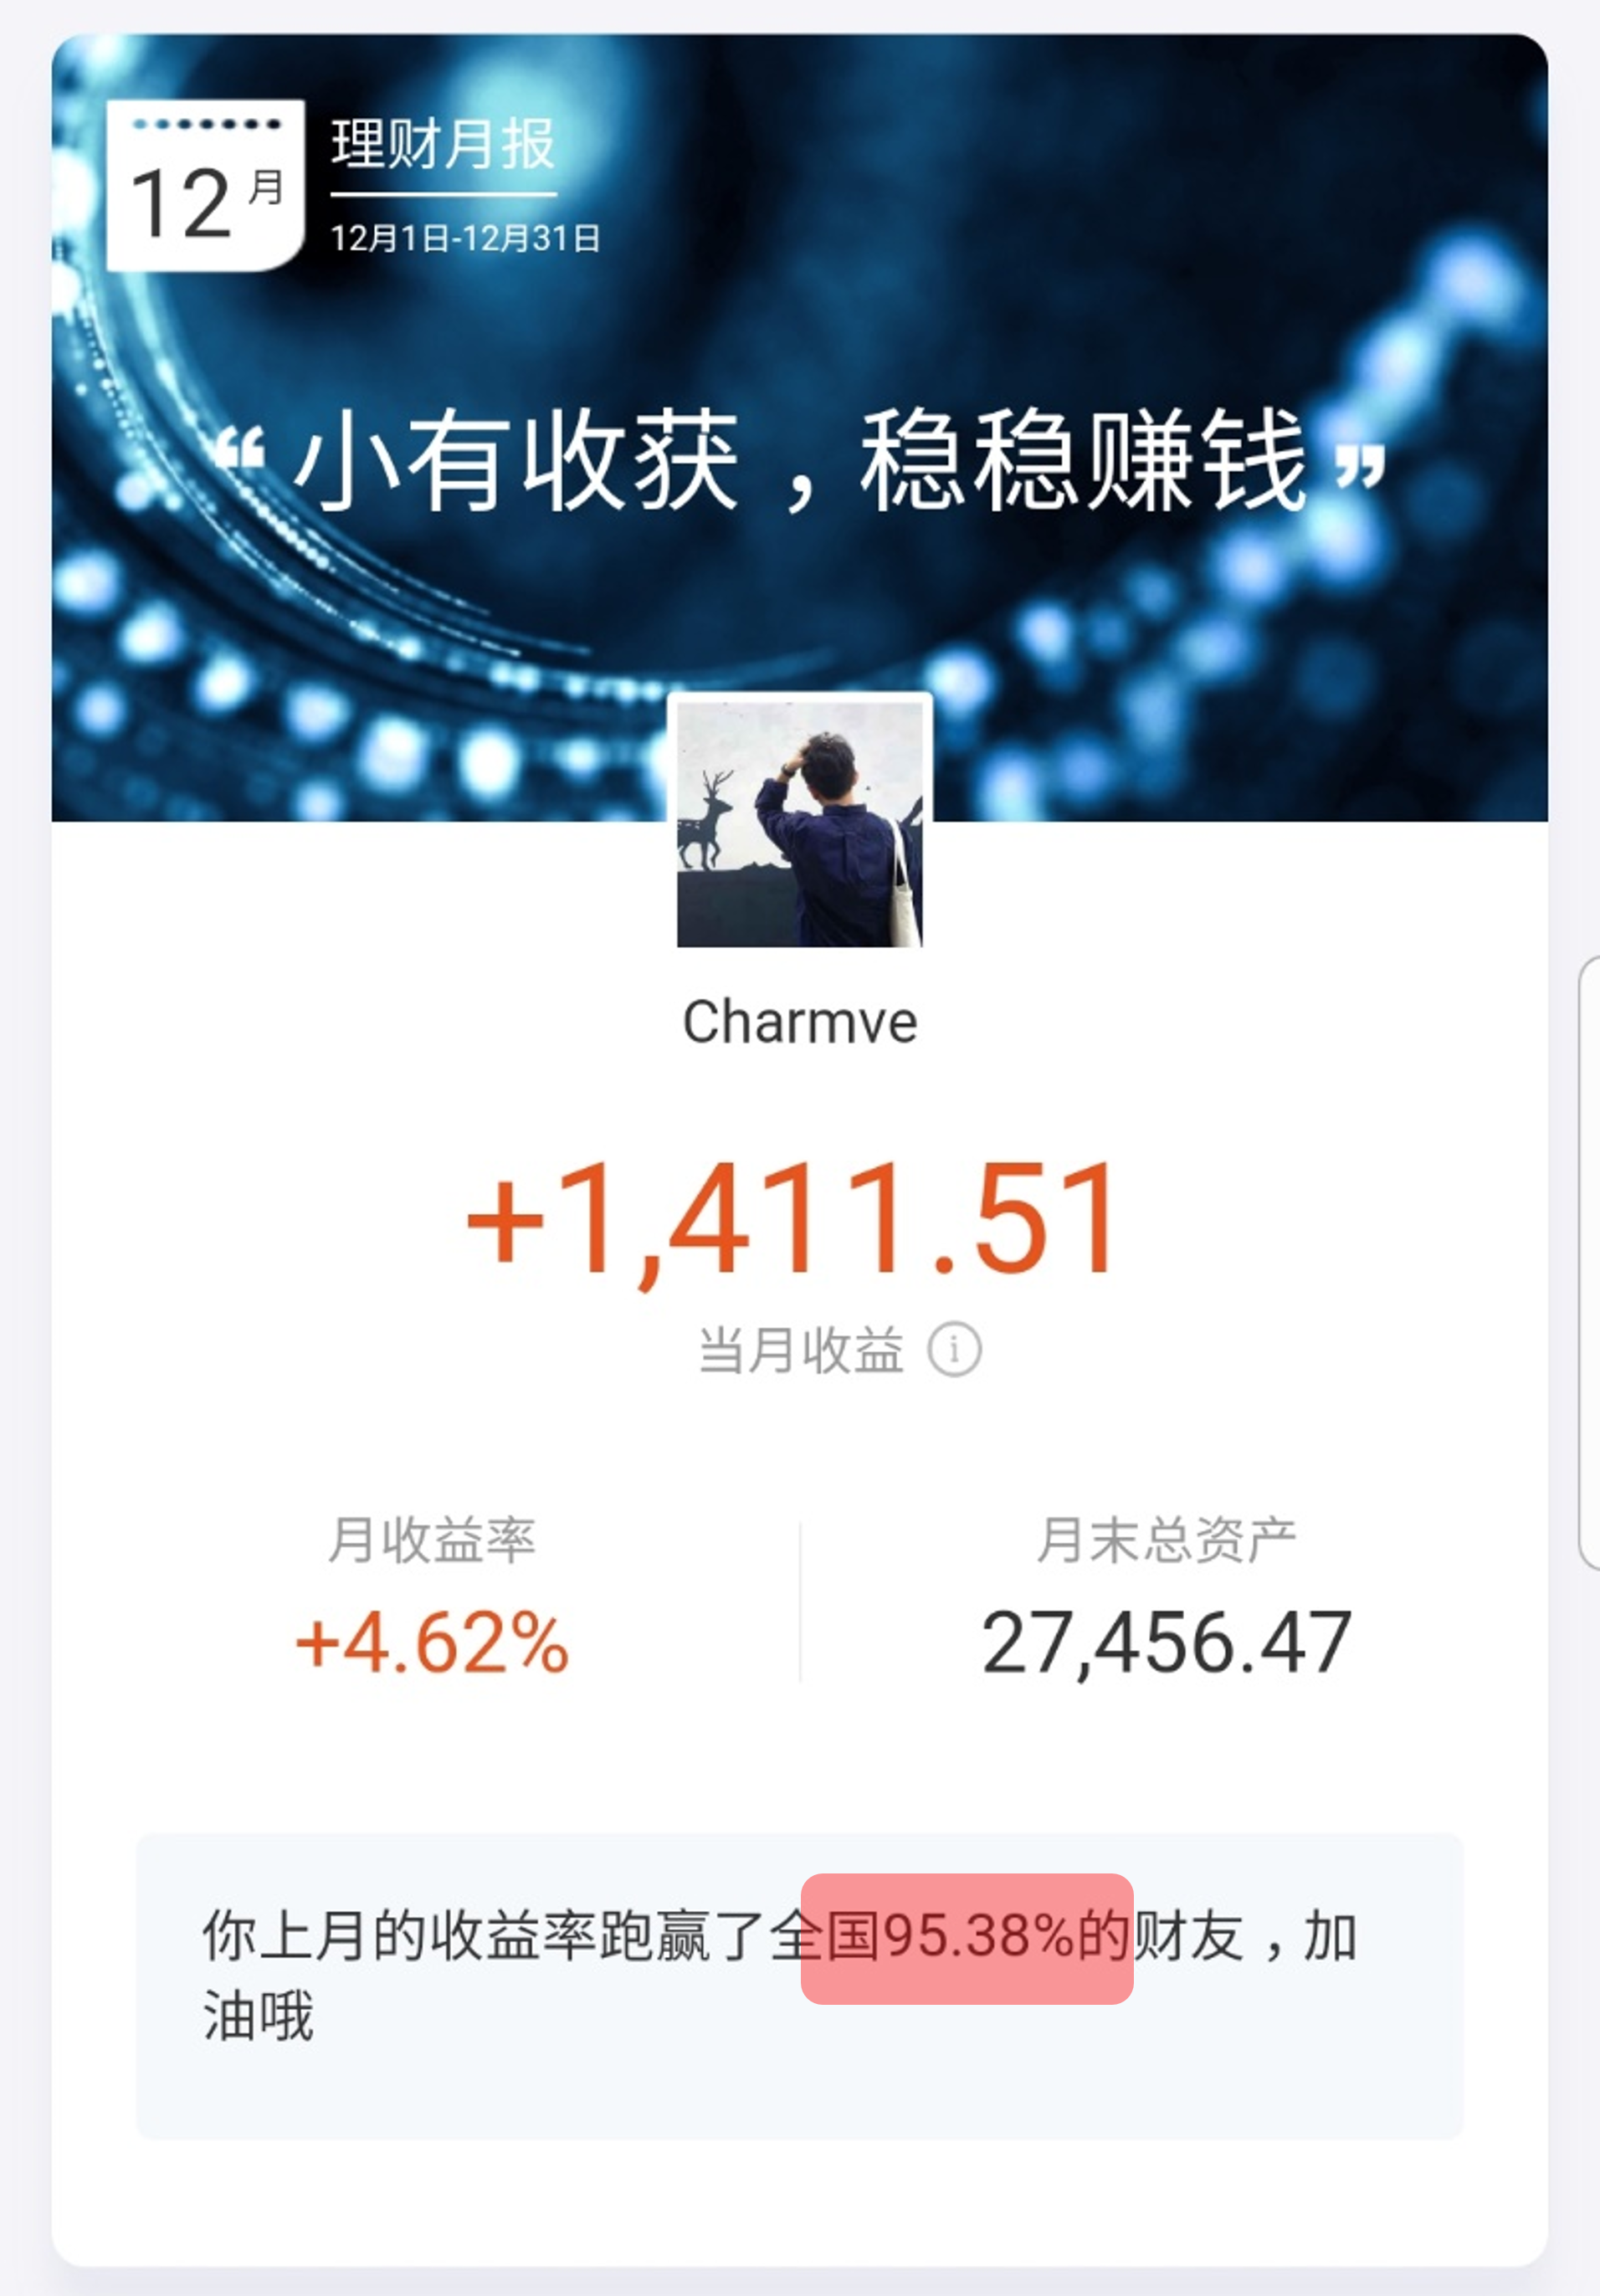 12月
理财月报
12月1日-12月31日
“小有收获，稳稳赚钱”
Charmve
+1,411.51
当月收益 i
月收益率
+4.62%
月末总资产
27,456.47
你上月的收益率跑赢了全国95.38%的财友，加
油哦